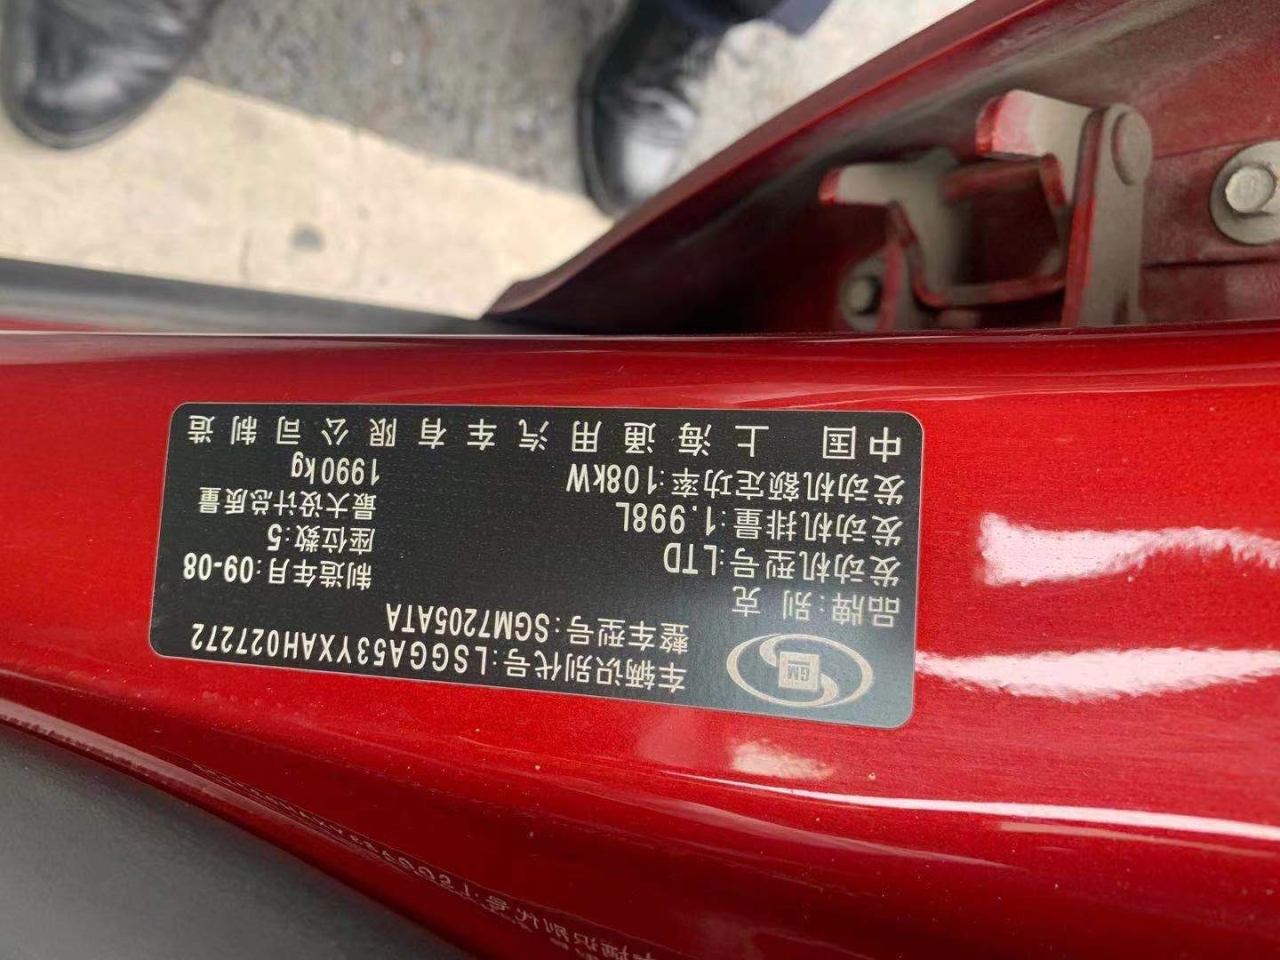 GM
车辆识别代号:LSGGA53YXAH027272
整车型号:SGM7205ATA
品牌:别克
制造年月:09-08
发动机型号:LTD
座位数:5
发动机排量:1.998L
最大设计总质量
1990kg
发动机额定功率:108kW
中国 上海通用汽车有限公司制造